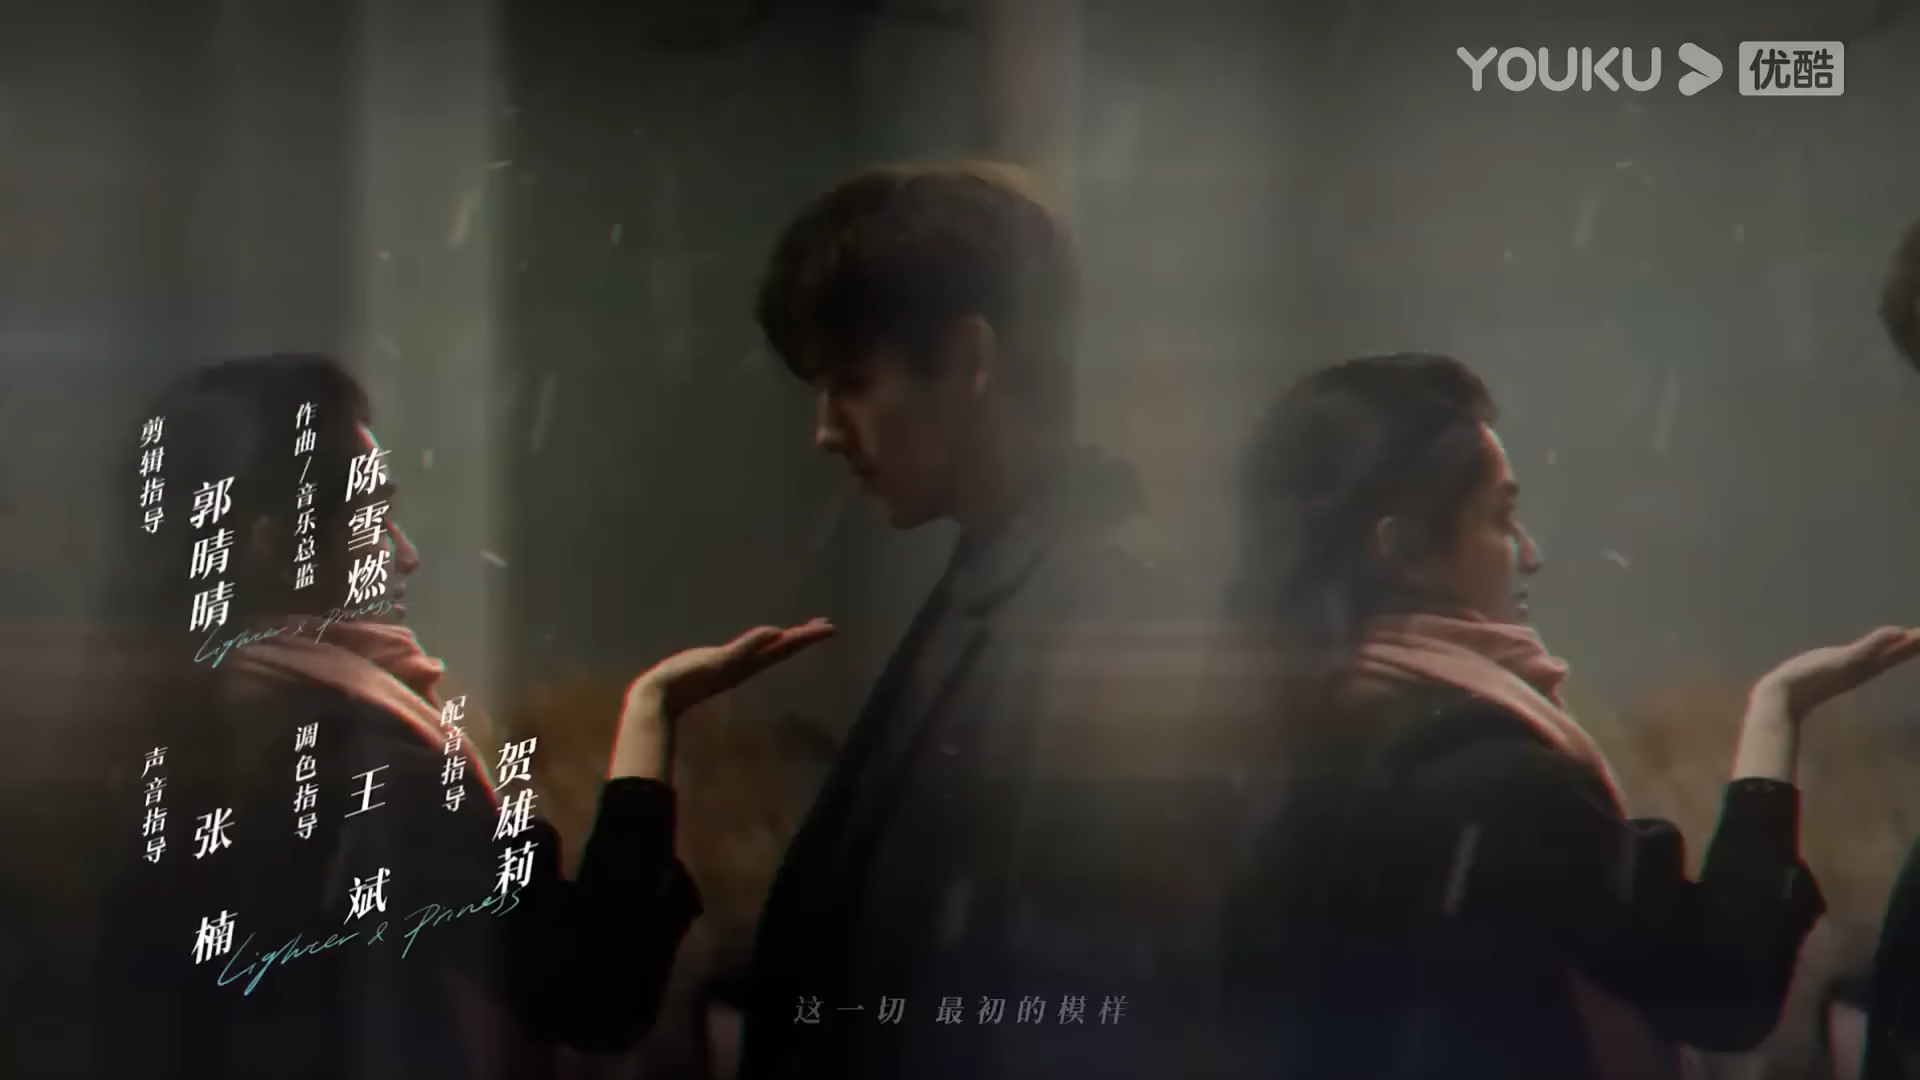 YOUKU 优酷
剪辑指导
郭晴晴
作曲/音乐总监
陈雪燃
Lighter & Princess
声音指导
张楠
调色指导
王斌
配音指导
贺雄莉
Lighter & Princess
这一切 最初的模样